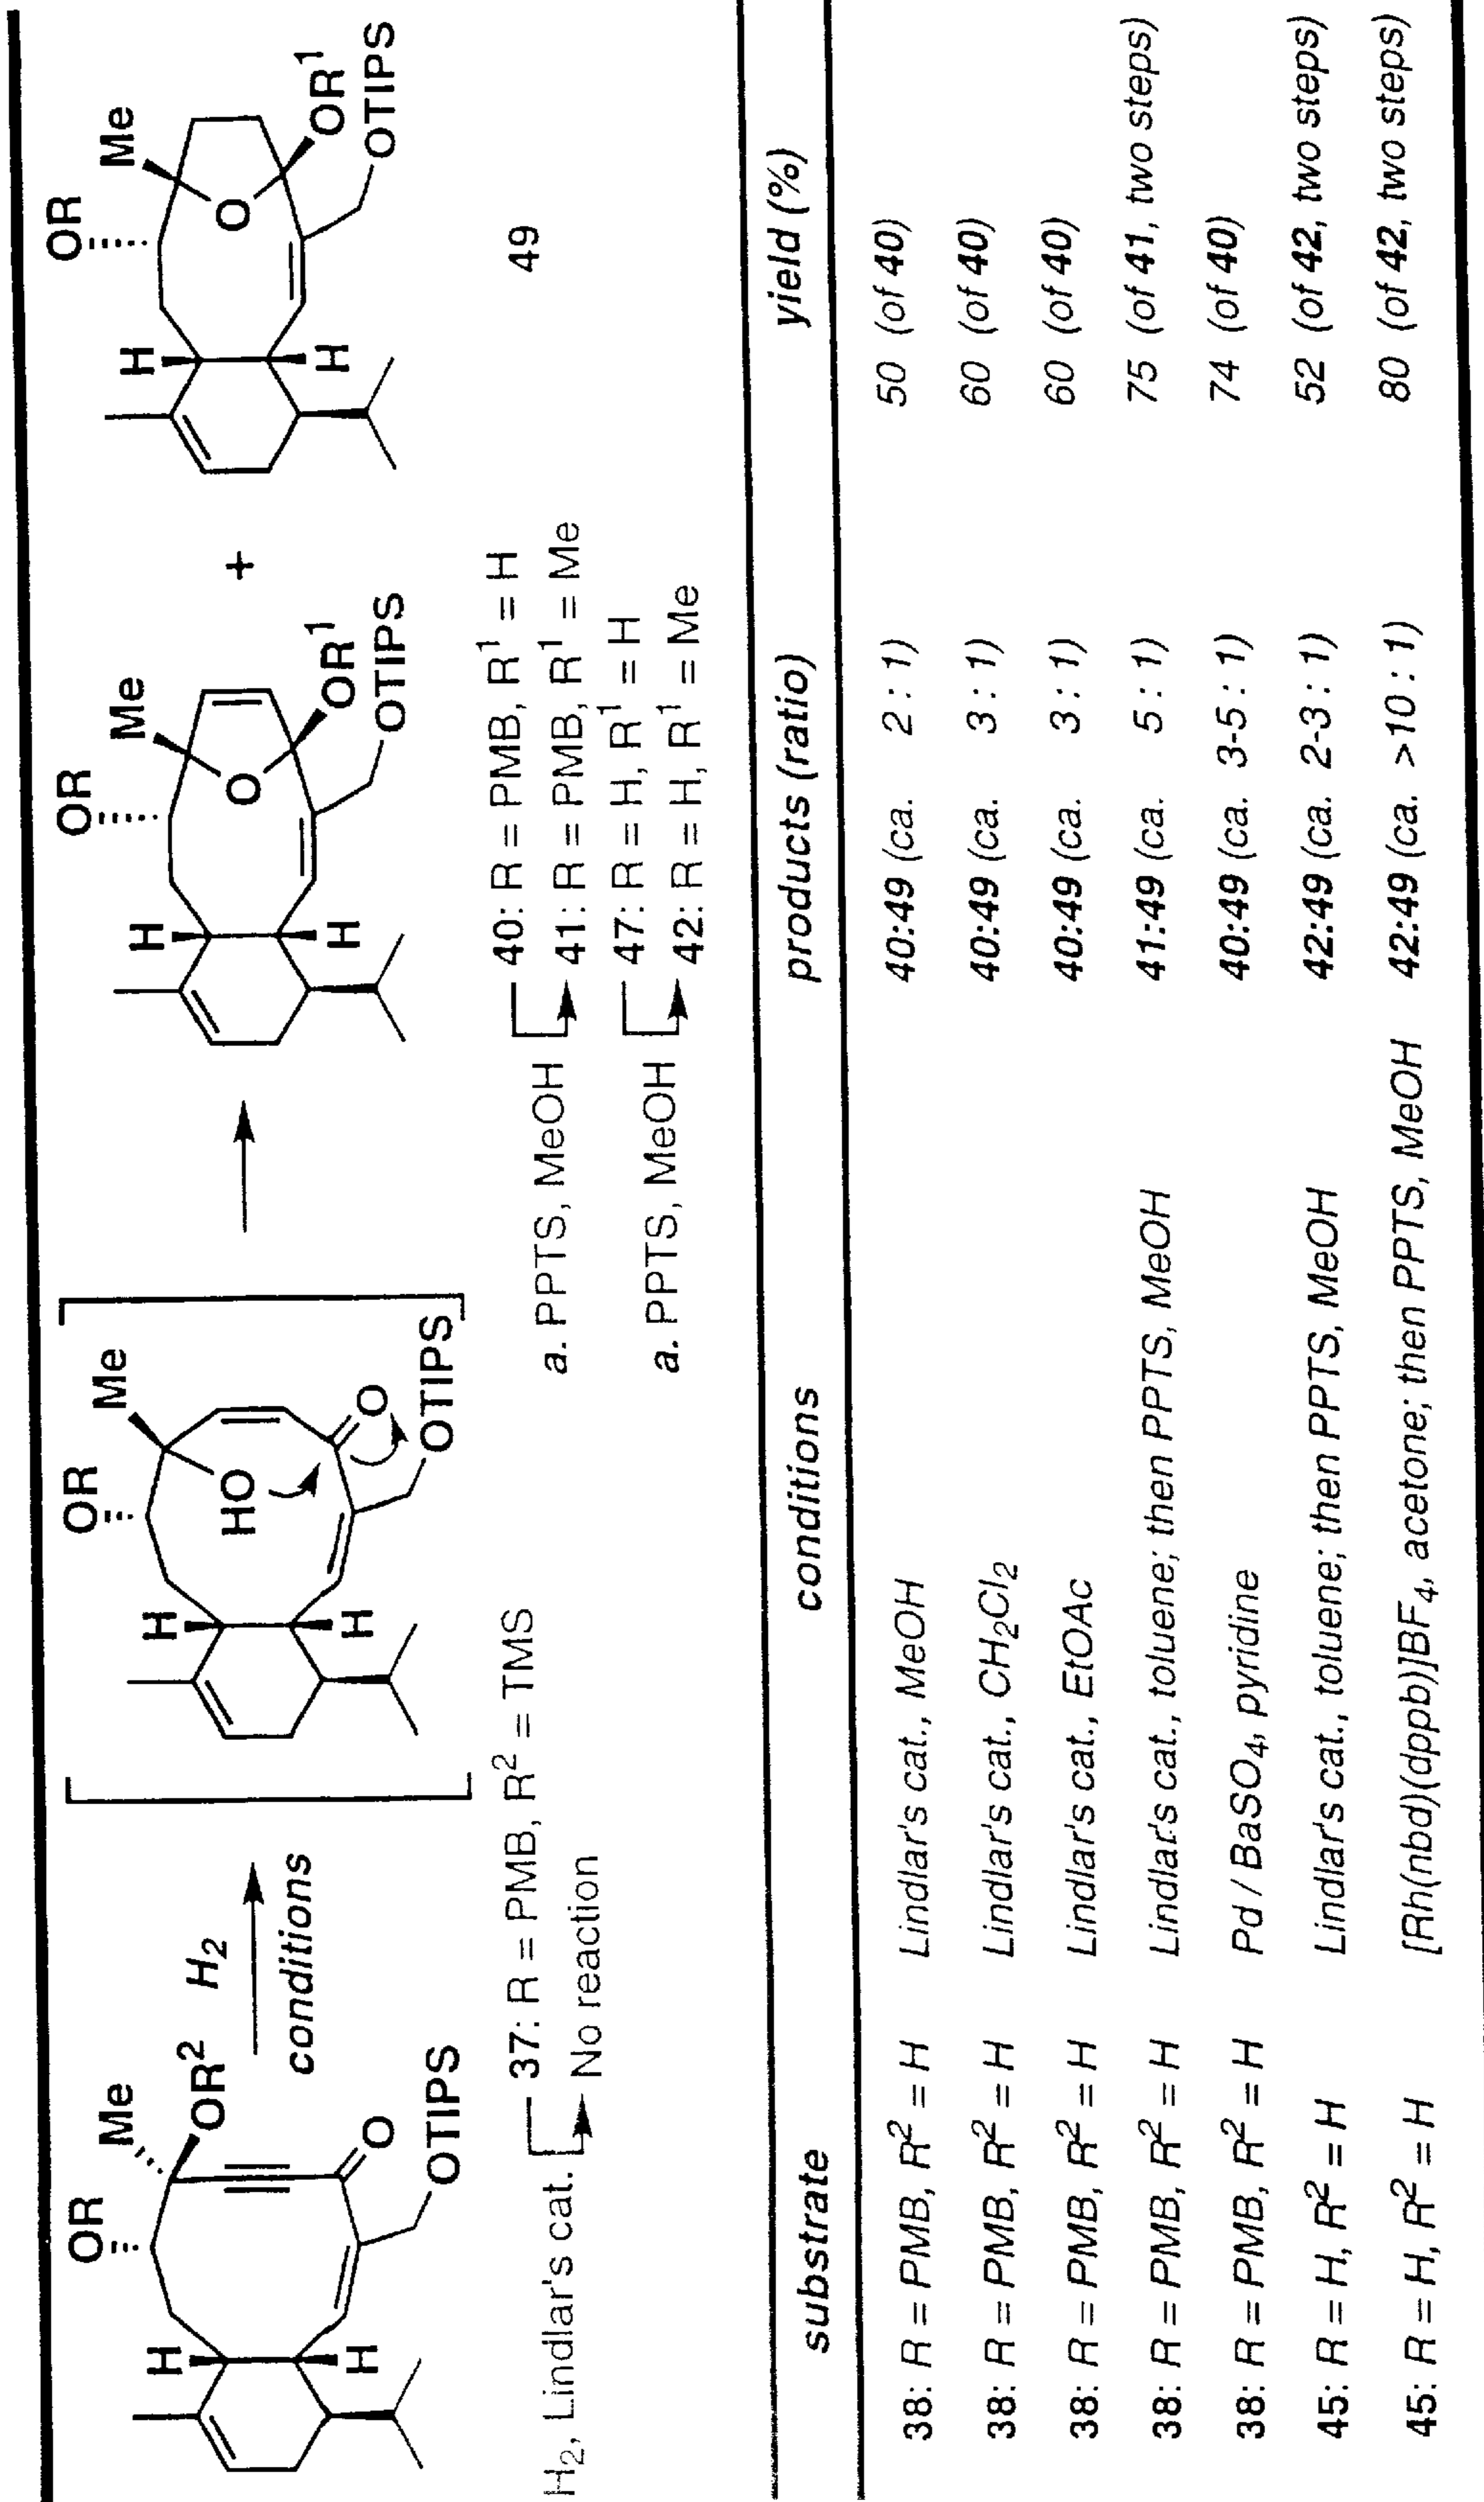 OR
Me
OR²
H
H
O
OTIPS
H₂
conditions
OR
Me
HO
H
H
O
OTIPS
OR
Me
H
O
H
OR¹
OTIPS
+
OR
Me
H
O
H
OR¹
OTIPS
37: R = PMB, R² = TMS
H₂, Lindlar's cat.
No reaction
40: R = PMB, R¹ = H
a. PPTS, MeOH
41: R = PMB, R¹ = Me
47: R = H, R¹ = H
a. PPTS, MeOH
42: R = H, R¹ = Me
49
substrate conditions products (ratio) yield (%)
38: R = PMB, R² = H Lindlar's cat., MeOH 40:49 (ca. 2 : 1) 50 (of 40)
38: R = PMB, R² = H Lindlar's cat., CH₂Cl₂ 40:49 (ca. 3 : 1) 60 (of 40)
38: R = PMB, R² = H Lindlar's cat., EtOAc 40:49 (ca. 3 : 1) 60 (of 40)
38: R = PMB, R² = H Lindlar's cat., toluene; then PPTS, MeOH 41:49 (ca. 5 : 1) 75 (of 41, two steps)
38: R = PMB, R² = H Pd / BaSO₄, pyridine 40:49 (ca. 3-5 : 1) 74 (of 40)
45: R = H, R² = H Lindlar's cat., toluene; then PPTS, MeOH 42:49 (ca. 2-3 : 1) 52 (of 42, two steps)
45: R = H, R² = H [Rh(nbd)(dppb)]BF₄, acetone; then PPTS, MeOH 42:49 (ca. >10 : 1) 80 (of 42, two steps)